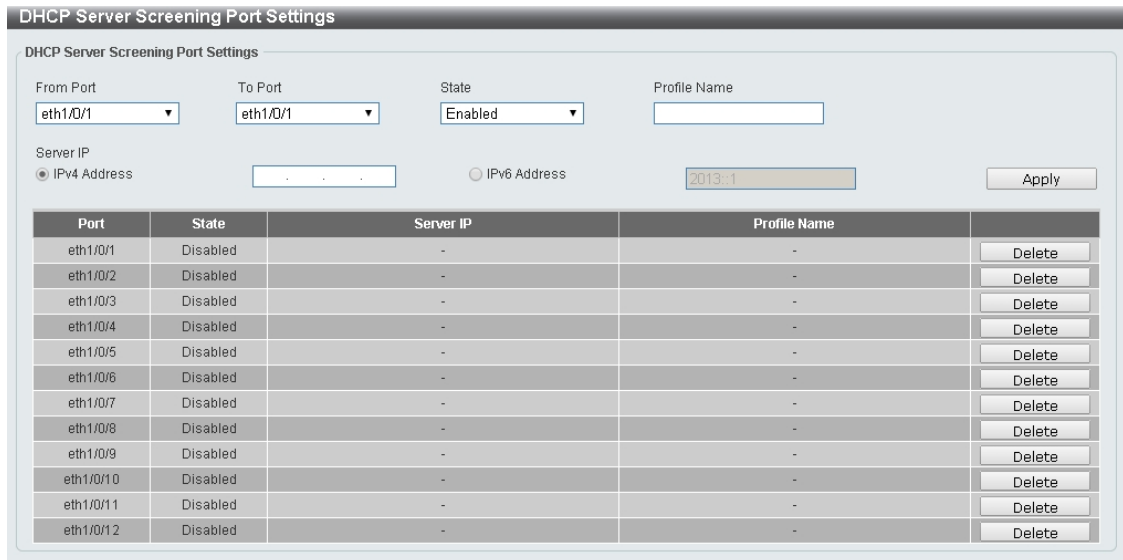 DHCP Server Screening Port Settings
DHCP Server Screening Port Settings
From Port To Port State Profile Name
eth1/0/1 eth1/0/1 Enabled
Server IP
IPv4 Address . . . IPv6 Address 2013::1 Apply
Port State Server IP Profile Name
eth1/0/1 Disabled - - Delete
eth1/0/2 Disabled - - Delete
eth1/0/3 Disabled - - Delete
eth1/0/4 Disabled - - Delete
eth1/0/5 Disabled - - Delete
eth1/0/6 Disabled - - Delete
eth1/0/7 Disabled - - Delete
eth1/0/8 Disabled - - Delete
eth1/0/9 Disabled - - Delete
eth1/0/10 Disabled - - Delete
eth1/0/11 Disabled - - Delete
eth1/0/12 Disabled - - Delete